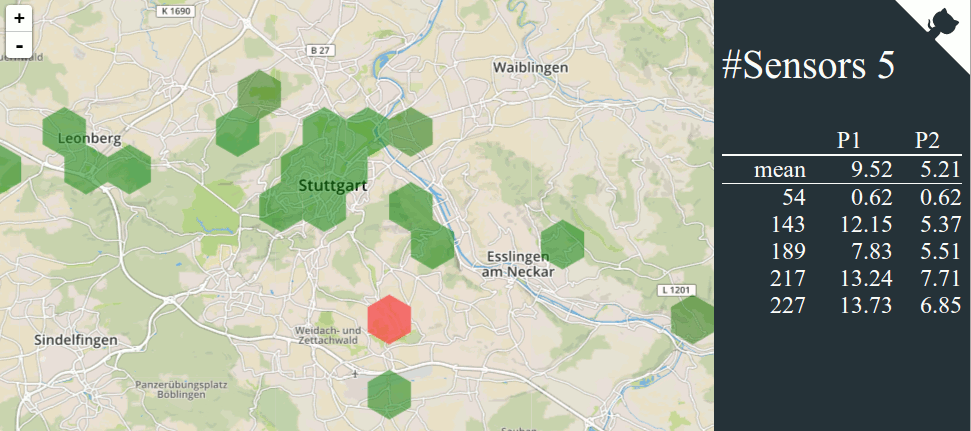 +
-
K 1690
B 27
Waiblingen
Leonberg
Stuttgart
Esslingen
am Neckar
L 1201
Weidach- und
Zettachwald
Sindelfingen
Panzerübungsplatz
Böblingen
#Sensors 5
P1 P2
mean 9.52 5.21
54 0.62 0.62
143 12.15 5.37
189 7.83 5.51
217 13.24 7.71
227 13.73 6.85